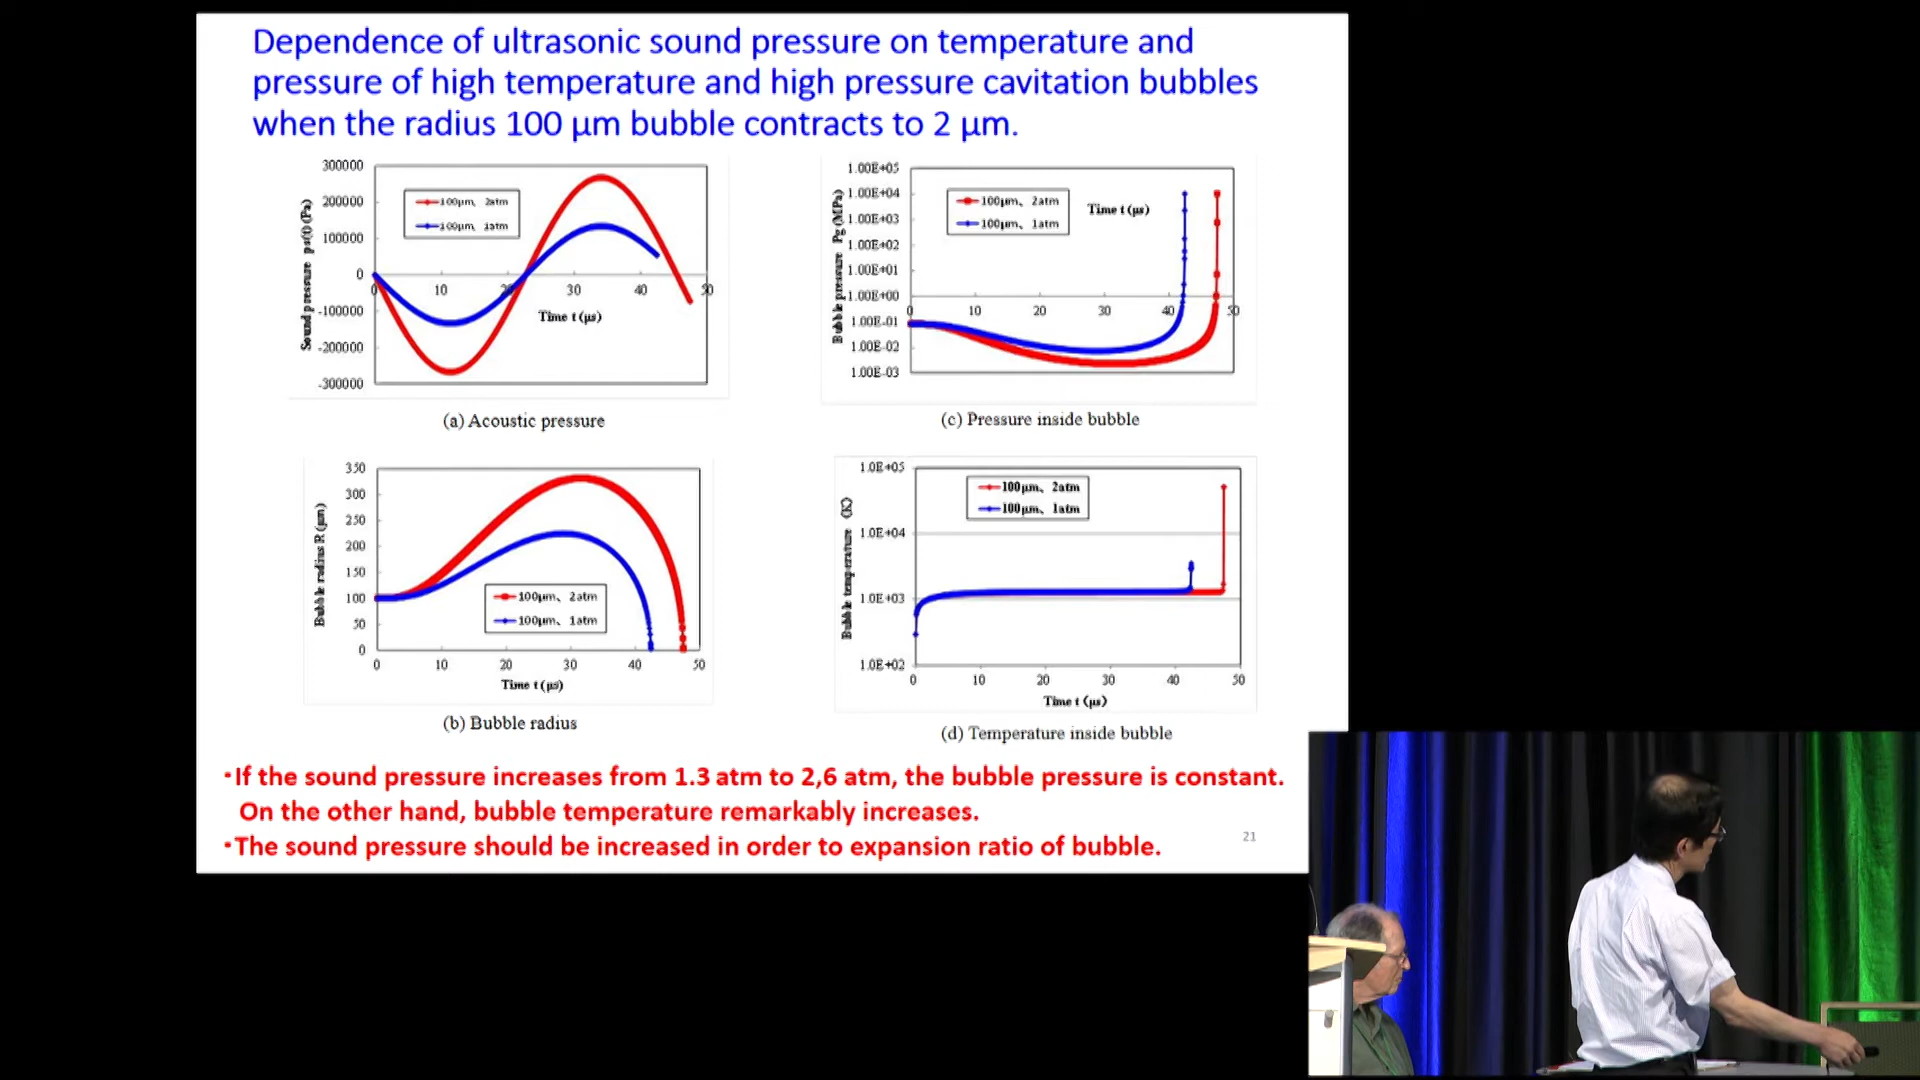 Dependence of ultrasonic sound pressure on temperature and
pressure of high temperature and high pressure cavitation bubbles
when the radius 100 μm bubble contracts to 2 μm.
300000
200000
100000
0
-100000
-200000
-300000
Sound pressure ps(t) (Pa)
100μm、 2atm
100μm、 1atm
0 10 20 30 40 50
Time t (μs)
(a) Acoustic pressure
1.00E+05
1.00E+04
1.00E+03
1.00E+02
1.00E+01
1.00E+00
1.00E-01
1.00E-02
1.00E-03
Bubble pressure Pg (MPa)
100μm、 2atm
100μm、 1atm
Time t (μs)
0 10 20 30 40 50
(c) Pressure inside bubble
350
300
250
200
150
100
50
0
Bubble radius R (μm)
100μm、 2atm
100μm、 1atm
0 10 20 30 40 50
Time t (μs)
(b) Bubble radius
1.0E+05
1.0E+04
1.0E+03
1.0E+02
Bubble temperature (K)
100μm、 2atm
100μm、 1atm
0 10 20 30 40 50
Time t (μs)
(d) Temperature inside bubble
・If the sound pressure increases from 1.3 atm to 2,6 atm, the bubble pressure is constant.
On the other hand, bubble temperature remarkably increases.
・The sound pressure should be increased in order to expansion ratio of bubble.
21